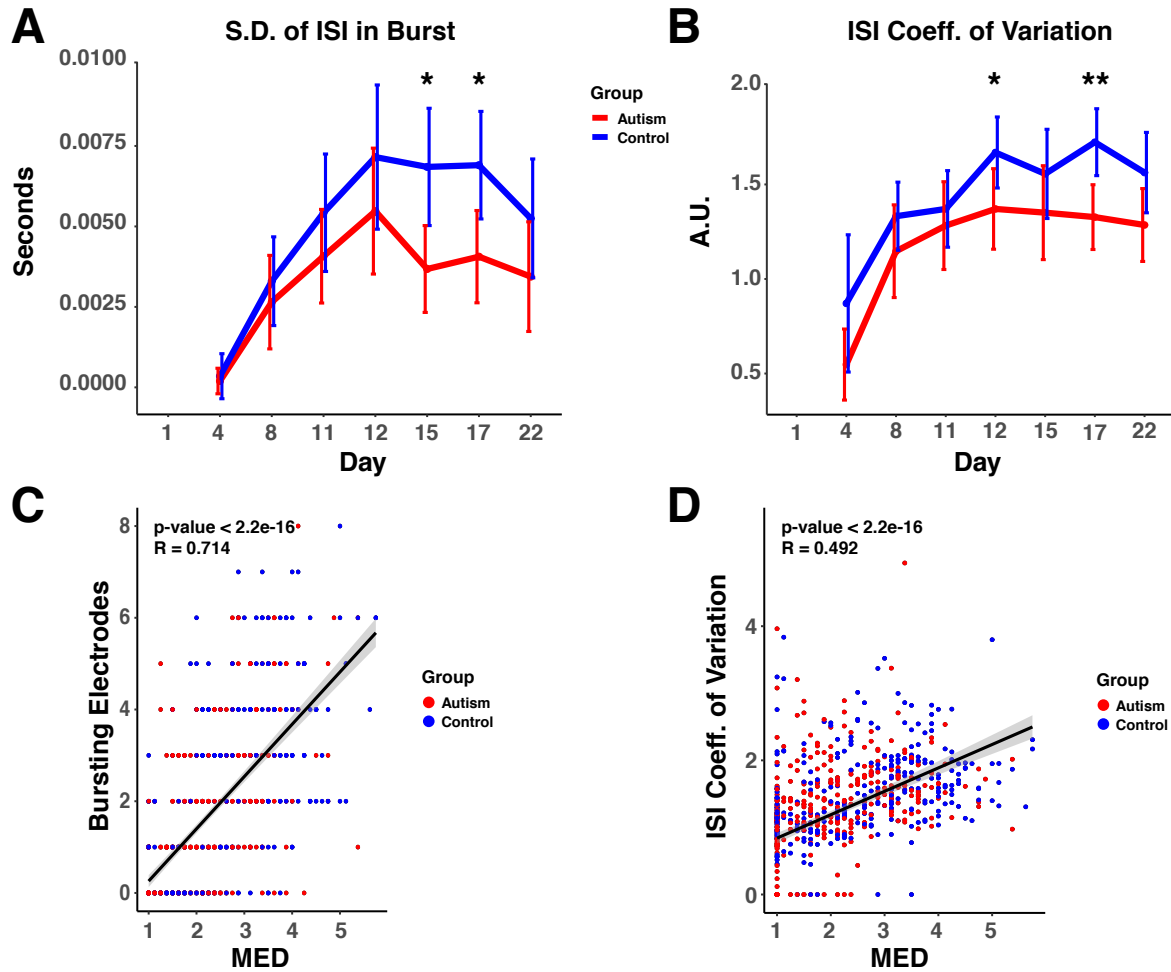 A
S.D. of ISI in Burst
Seconds
0.0100
0.0075
0.0050
0.0025
0.0000
* *
1 4 8 11 12 15 17 22
Day
Group
Autism
Control
B
ISI Coeff. of Variation
A.U.
2.0
1.5
1.0
0.5
* **
1 4 8 11 12 15 17 22
Day
C
p-value < 2.2e-16
R = 0.714
Bursting Electrodes
8
6
4
2
0
1 2 3 4 5
MED
Group
Autism
Control
D
p-value < 2.2e-16
R = 0.492
ISI Coeff. of Variation
4
2
0
1 2 3 4 5
MED
Group
Autism
Control